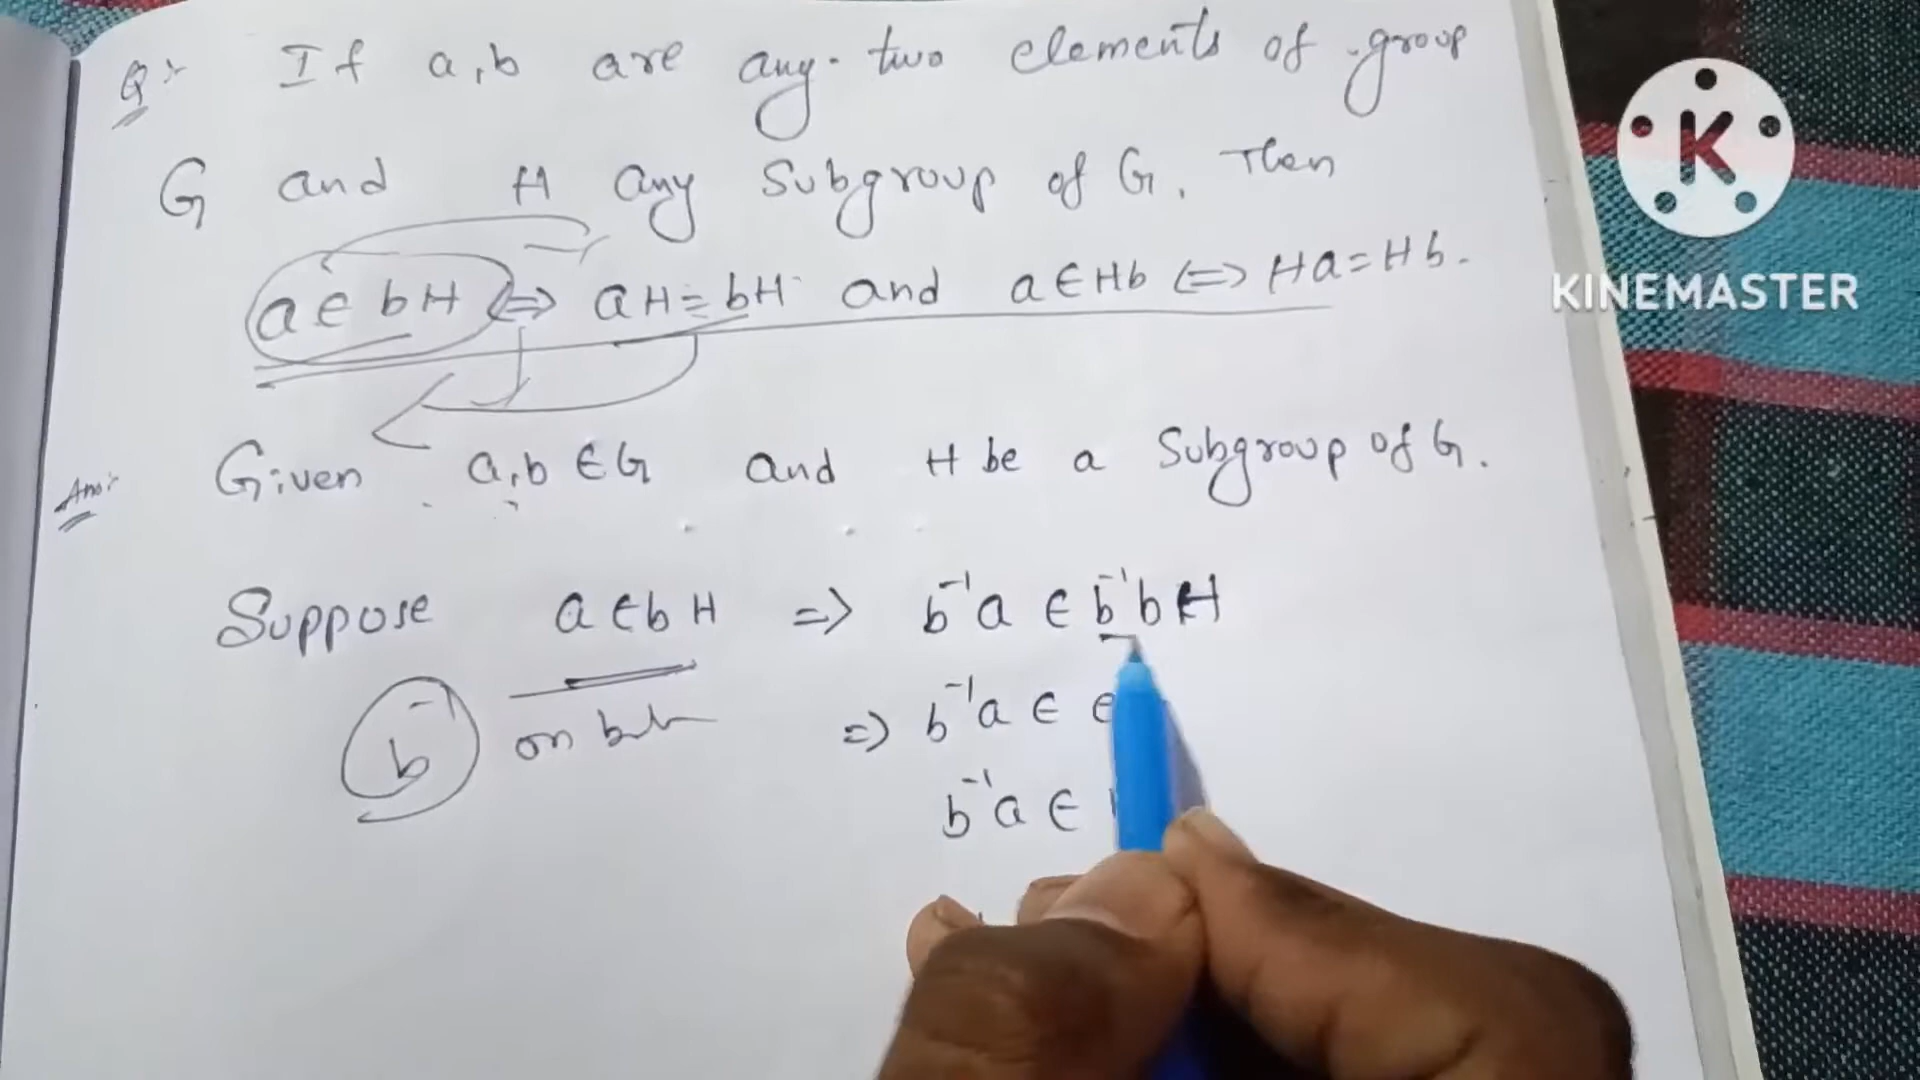 Q:- If a,b are any two elements of group
G and H any Subgroup of G. Then
a ∈ bH ⇔ aH = bH and a ∈ Hb ⇔ Ha = Hb.
Ans:- Given a,b ∈ G and H be a Subgroup of G.
Suppose a ∈ bH ⇒ b⁻¹a ∈ b⁻¹bH
b⁻¹ on ⇒ b⁻¹a ∈ e
b⁻¹a ∈
K
KINEMASTER